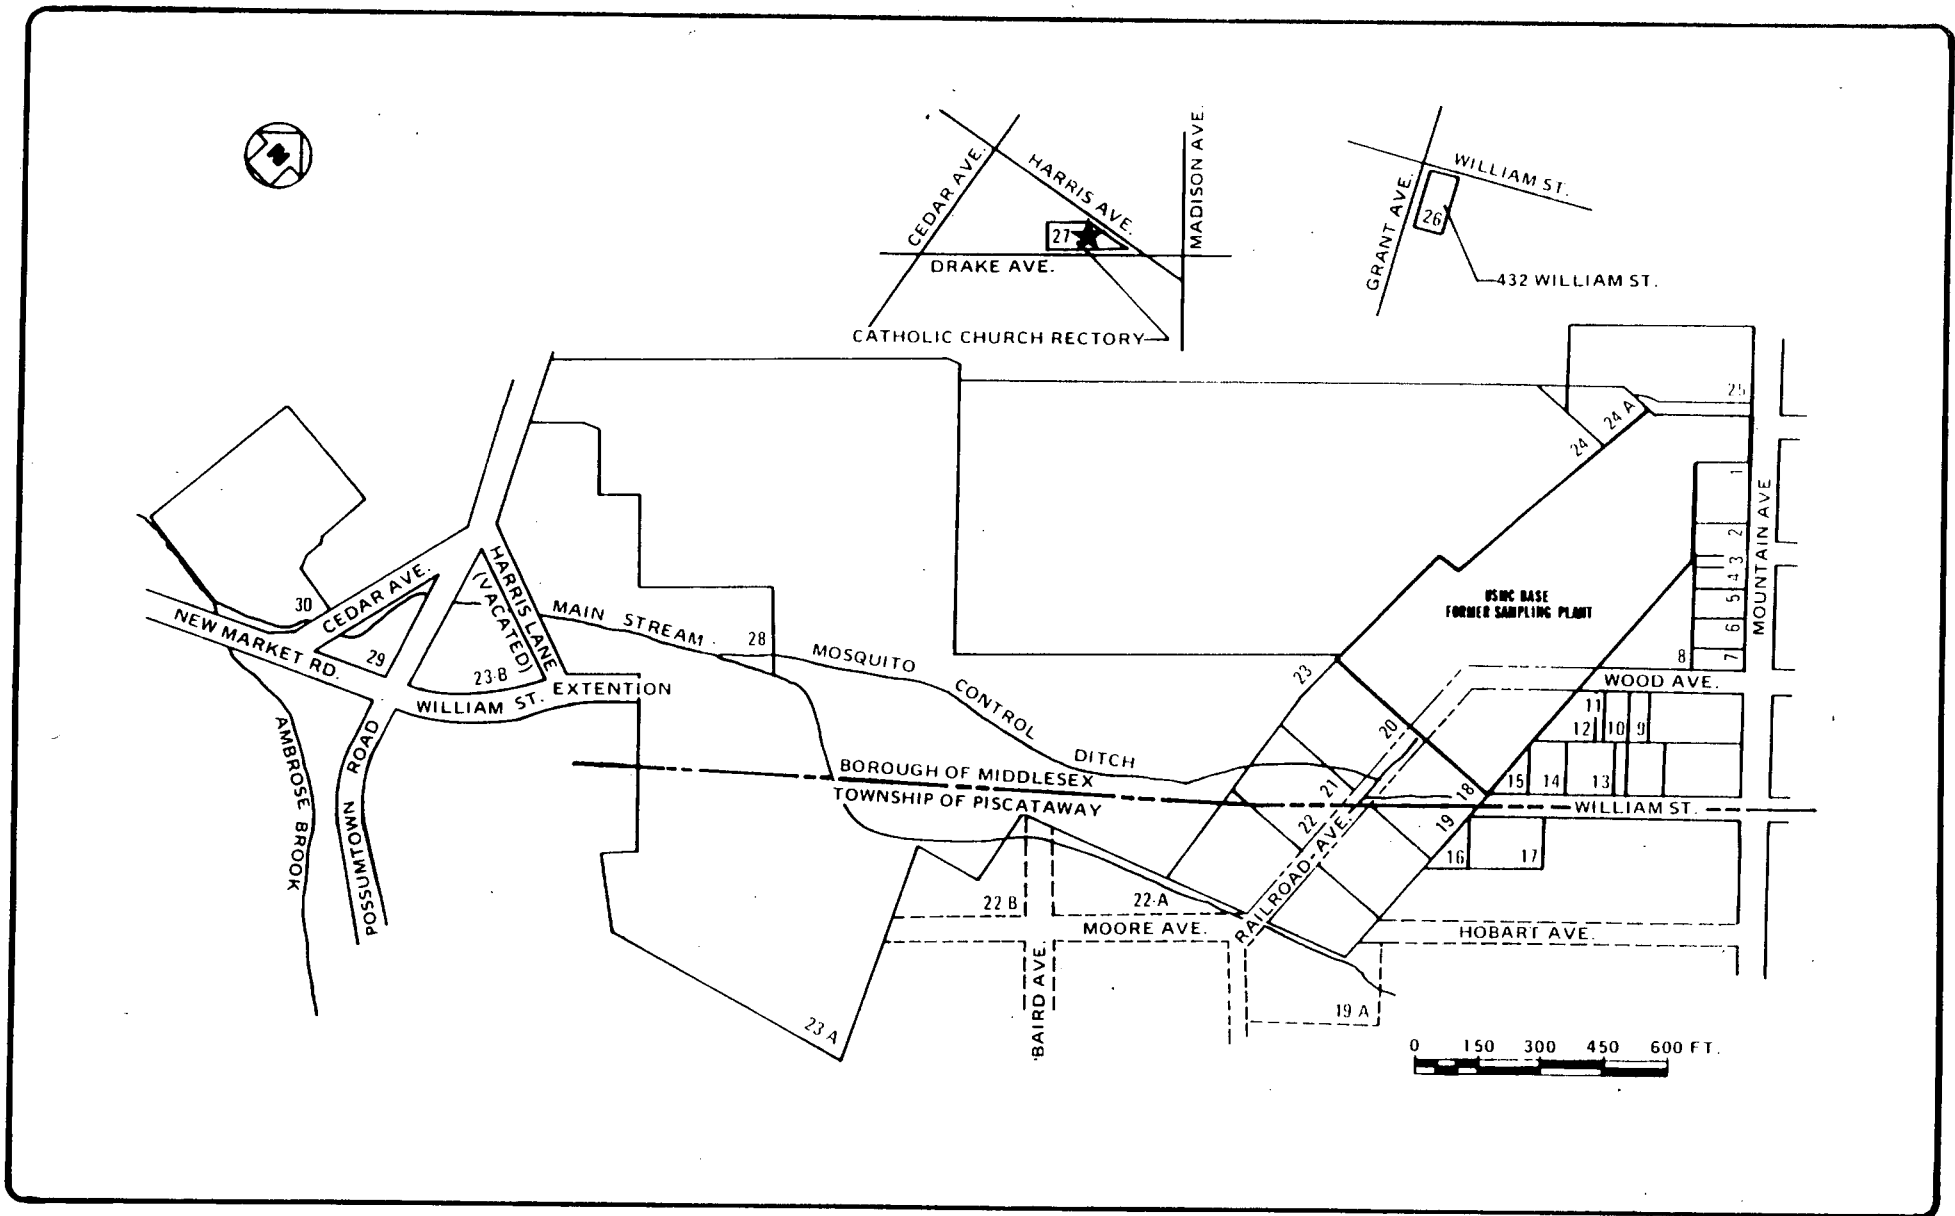 N
CEDAR AVE.
HARRIS AVE.
MADISON AVE.
27
DRAKE AVE.
CATHOLIC CHURCH RECTORY
WILLIAM ST.
GRANT AVE.
26
432 WILLIAM ST.
25
24 A
24
1
2
3
4
5
6
7
8
MOUNTAIN AVE
USMC BASE
FORMER SAMPLING PLANT
30
CEDAR AVE.
NEW MARKET RD.
29
HARRIS LANE
(VACATED)
23-B
WILLIAM ST. EXTENTION
MAIN STREAM
28
MOSQUITO CONTROL DITCH
AMBROSE BROOK
POSSUMTOWN ROAD
BOROUGH OF MIDDLESEX
TOWNSHIP OF PISCATAWAY
23
20
21
22
18
19
RAILROAD-AVE.
WOOD AVE.
11
12
10
9
15
14
13
WILLIAM ST.
16
17
22 B
22-A
MOORE AVE.
HOBART AVE.
BAIRD AVE.
23 A
19 A
0 150 300 450 600 FT.